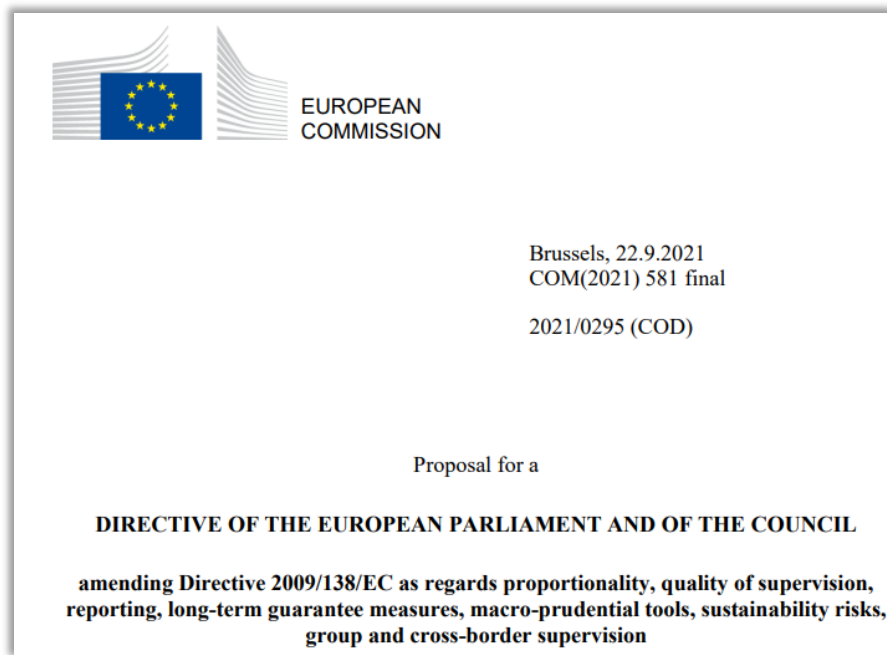 EUROPEAN
COMMISSION
Brussels, 22.9.2021
COM(2021) 581 final
2021/0295 (COD)
Proposal for a
DIRECTIVE OF THE EUROPEAN PARLIAMENT AND OF THE COUNCIL
amending Directive 2009/138/EC as regards proportionality, quality of supervision,
reporting, long-term guarantee measures, macro-prudential tools, sustainability risks,
group and cross-border supervision